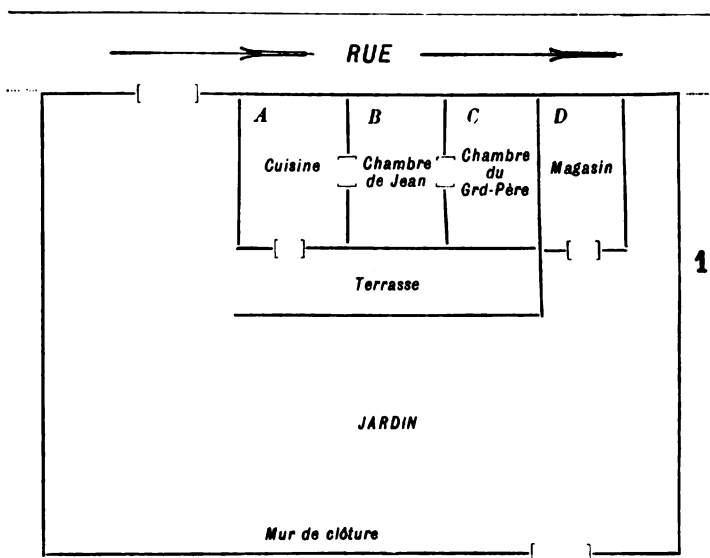 RUE
A B C D
Cuisine
Chambre
de Jean
Chambre
du
Grd-Père
Magasin
1
Terrasse
JARDIN
Mur de clôture